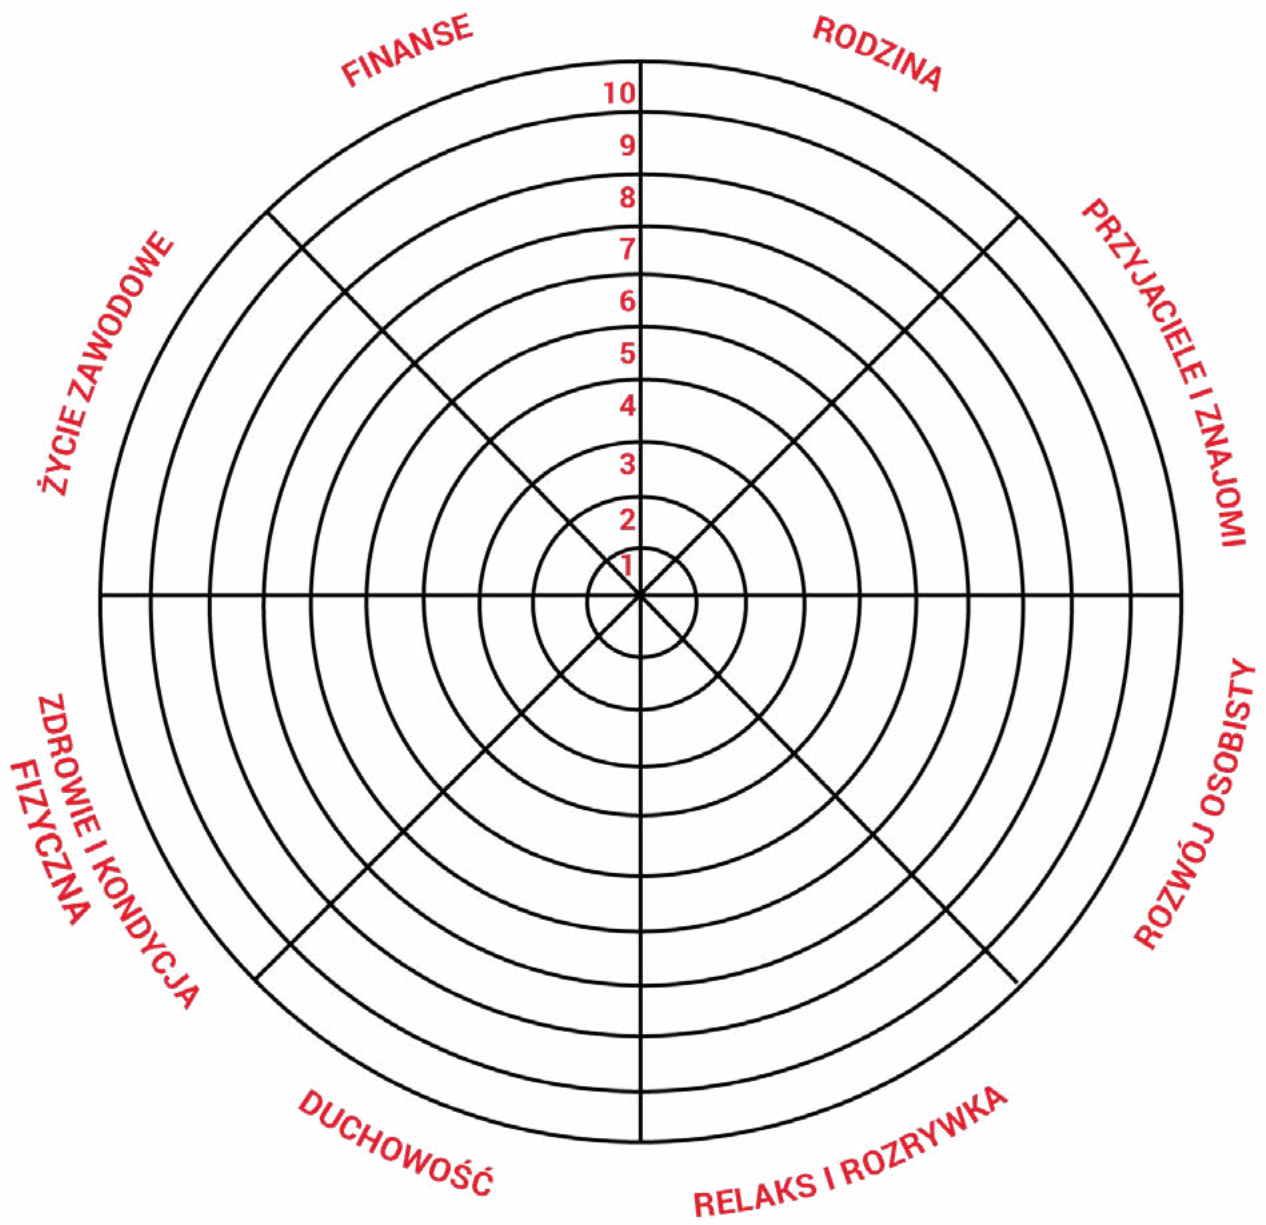 FINANSE
RODZINA
10
9
8
7
6
5
4
3
2
1
ŻYCIE ZAWODOWE
PRZYJACIELE I ZNAJOMI
ZDROWIE I KONDYCJA
FIZYCZNA
ROZWÓJ OSOBISTY
DUCHOWOŚĆ
RELAKS I ROZRYWKA